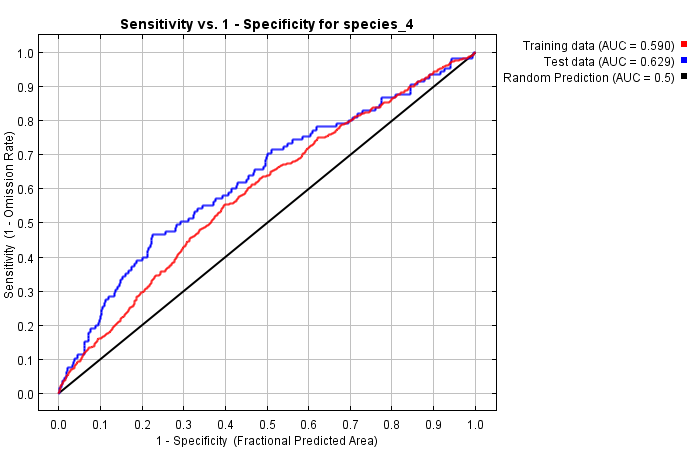 Sensitivity vs. 1 - Specificity for species_4
Training data (AUC = 0.590)
Test data (AUC = 0.629)
Random Prediction (AUC = 0.5)
Sensitivity (1 - Omission Rate)
1.0
0.9
0.8
0.7
0.6
0.5
0.4
0.3
0.2
0.1
0.0
0.0 0.1 0.2 0.3 0.4 0.5 0.6 0.7 0.8 0.9 1.0
1 - Specificity (Fractional Predicted Area)